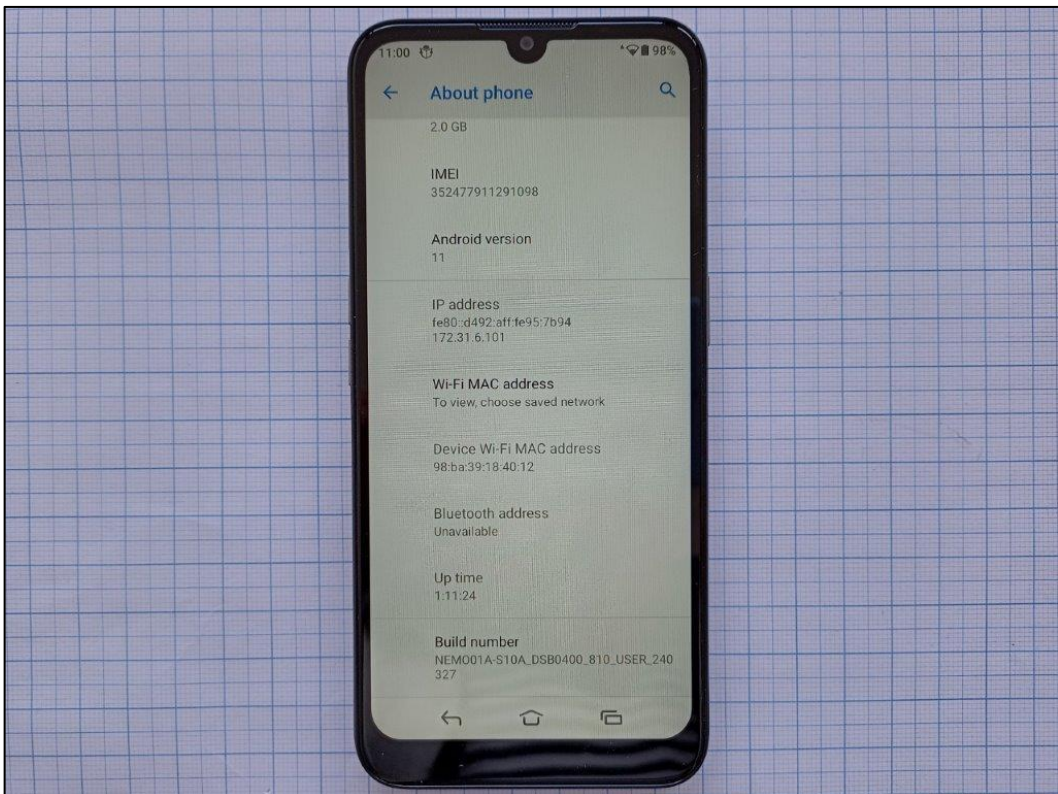 11:00 98%
About phone
2.0 GB
IMEI
352477911291098
Android version
11
IP address
fe80::d492:aff:fe95:7b94
172.31.6.101
Wi-Fi MAC address
To view, choose saved network
Device Wi-Fi MAC address
98:ba:39:18:40:12
Bluetooth address
Unavailable
Up time
1:11:24
Build number
NEMO01A-S10A_DSB0400_810_USER_240
327